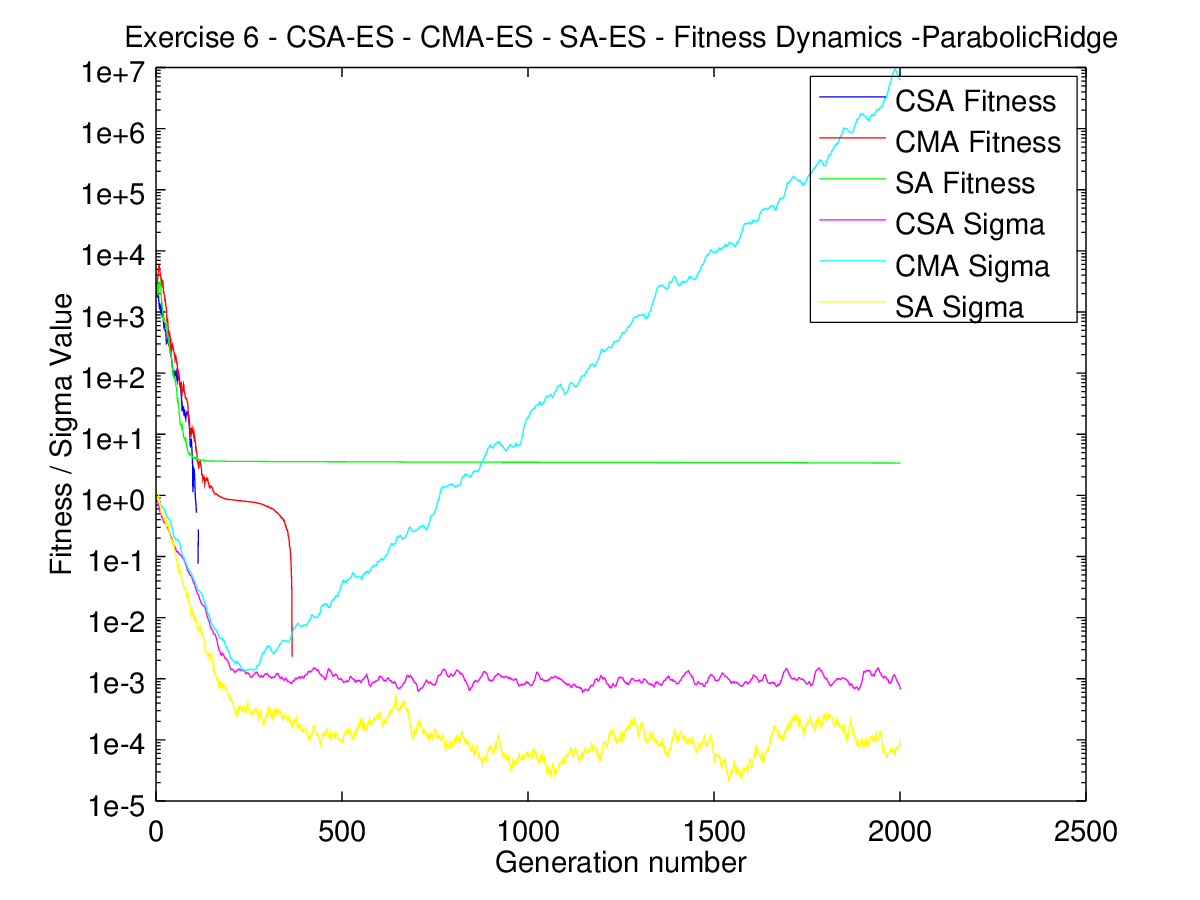 Exercise 6 - CSA-ES - CMA-ES - SA-ES - Fitness Dynamics -ParabolicRidge
1e+7
1e+6
1e+5
1e+4
1e+3
1e+2
1e+1
1e+0
1e-1
1e-2
1e-3
1e-4
1e-5
Fitness / Sigma Value
CSA Fitness
CMA Fitness
SA Fitness
CSA Sigma
CMA Sigma
SA Sigma
0 500 1000 1500 2000 2500
Generation number